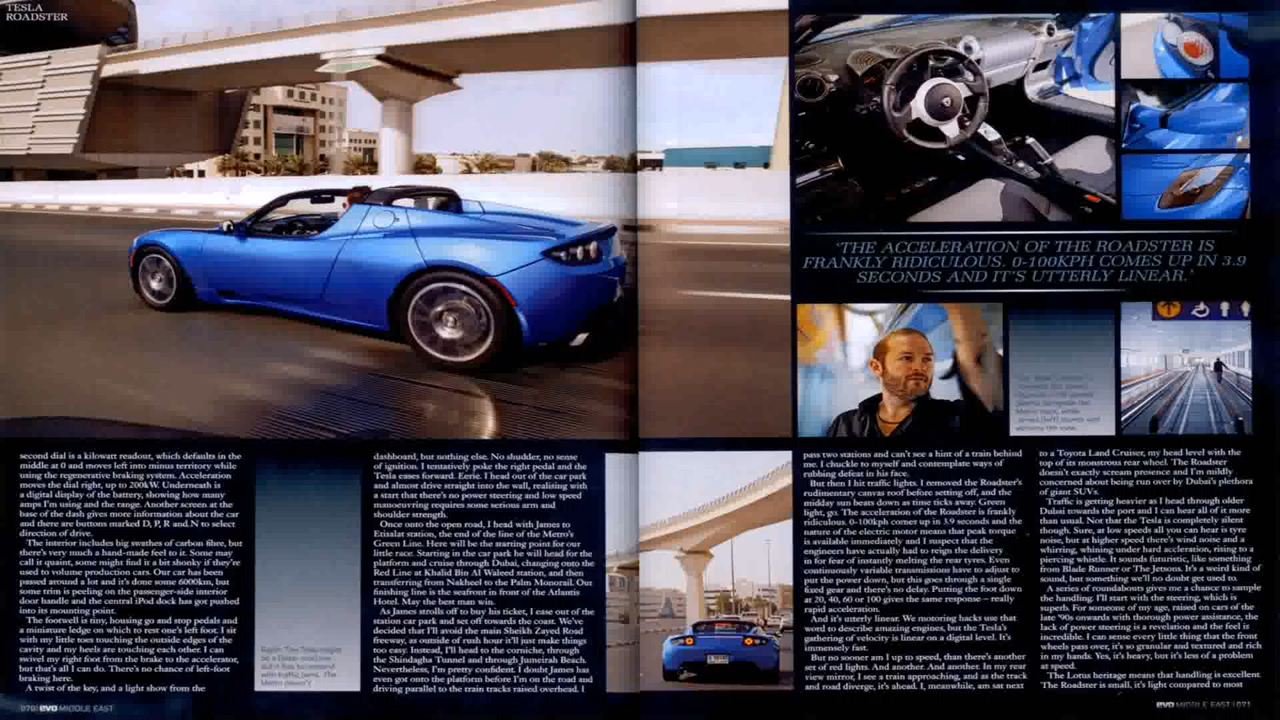 TESLA
ROADSTER
'THE ACCELERATION OF THE ROADSTER IS
FRANKLY RIDICULOUS. 0-100KPH COMES UP IN 3.9
SECONDS AND IT'S UTTERLY LINEAR.'
second dial is a kilowatt readout, which defaults in the
middle at 0 and moves left into minus territory while
using the regenerative braking system. Acceleration
moves the dial right, up to 200kW. Underneath is
a digital display of the battery, showing how many
amps I'm using and the range. Another screen at the
base of the dash gives more information about the car
and there are buttons marked D, P, R and N to select
direction of drive.
The interior includes big swathes of carbon fibre, but
there's very much a hand-made feel to it. Some may
call it quaint, some might find it a bit shonky if they're
used to volume production cars. Our car has been
passed around a lot and it's done some 6000km, but
some trim is peeling on the passenger-side interior
door handle and the central iPod dock has got pushed
into its mounting point.
The footwell is tiny, housing go and stop pedals and
a miniature ledge on which to rest one's left foot. I sit
with my little toes touching the outside edges of the
cavity and my heels are touching each other. I can
swivel my right foot from the brake to the accelerator,
but that's all I can do. There's no chance of left-foot
braking here.
A twist of the key, and a light show from the
dashboard, but nothing else. No shudder, no sense
of ignition. I tentatively poke the right pedal and the
Tesla eases forward. Eerie. I head out of the car park
and almost drive straight into the wall, realising with
a start that there's no power steering and low speed
manoeuvring requires some serious arm and
shoulder strength.
Once onto the open road, I head with James to
Etisalat station, the end of the line of the Metro's
Green Line. Here will be the starting point for our
little race. Starting in the car park he will head for the
platform and cruise through Dubai, changing onto the
Red Line at Khalid Bin Al Waleed station, and then
transferring from Nakheel to the Palm Monorail. Our
finishing line is the seafront in front of the Atlantis
Hotel. May the best man win.
As James strolls off to buy his ticket, I ease out of the
station car park and set off towards the coast. We've
decided that I'll avoid the main Sheikh Zayed Road
freeway, as outside of rush hour it'll just make things
too easy. Instead, I'll head to the corniche, through
the Shindagha Tunnel and through Jumeirah Beach.
Nevertheless, I'm pretty confident. I doubt James has
even got onto the platform before I'm on the road and
driving parallel to the train tracks raised overhead. I
pass two stations and can't see a hint of a train behind
me. I chuckle to myself and contemplate ways of
rubbing defeat in his face.
But then I hit traffic lights. I removed the Roadster's
rudimentary canvas roof before setting off, and the
midday sun bears down as time ticks away. Green
light, go. The acceleration of the Roadster is frankly
ridiculous. 0-100kph comes up in 3.9 seconds and the
nature of the electric motor means that peak torque
is available immediately and I suspect that the
engineers have actually had to reign the delivery
in for fear of instantly melting the rear tyres. Even
continuously variable transmissions have to adjust to
put the power down, but this goes through a single
fixed gear and there's no delay. Putting the foot down
at 20, 40, 60 or 100 gives the same response – really
rapid acceleration.
And it's utterly linear. We motoring hacks use that
word to describe amazing engines, but the Tesla's
gathering of velocity is linear on a digital level. It's
immensely fast.
But no sooner am I up to speed, than there's another
set of red lights. And another. And another. In my rear
view mirror, I see a train approaching, and as the track
and road diverge, it's ahead. I, meanwhile, am sat next
to a Toyota Land Cruiser, my head level with the
top of its monstrous rear wheel. The Roadster
doesn't exactly scream presence and I'm mildly
concerned about being run over by Dubai's plethora
of giant SUVs.
Traffic is getting heavier as I head through older
Dubai towards the port and I can hear all of it more
than usual. Not that the Tesla is completely silent
though. Sure, at low speeds all you can hear is tyre
noise, but at higher speed there's wind noise and a
whirring, whining under hard acceleration, rising to a
piercing whistle. It sounds futuristic, like something
from Blade Runner or The Jetsons. It's a weird kind of
sound, but something we'll no doubt get used to.
A series of roundabouts give me a chance to sample
the handling. I'll start with the steering, which is
superb. For someone of my age, raised on cars of the
late '90s onwards with thorough power assistance, the
lack of power steering is a revelation and the feel is
incredible. I can sense every little thing that the front
wheels pass over, it's so granular and textured and rich
in my hands. Yes, it's heavy, but it's less of a problem
at speed.
The Lotus heritage means that handling is excellent.
The Roadster is small, it's light compared to most
070 | evo MIDDLE EAST
evo MIDDLE EAST | 071